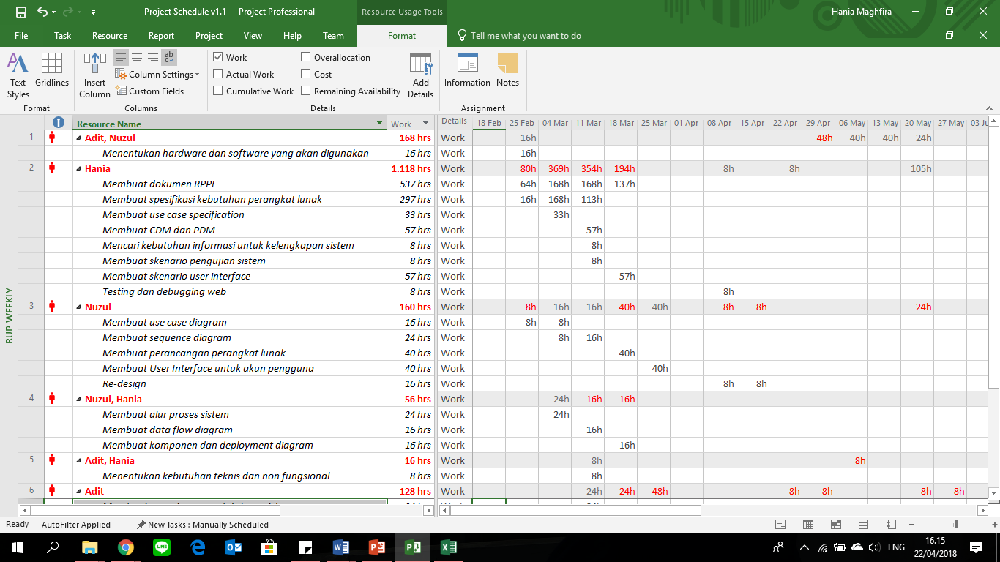 Project Schedule v1.1 - Project Professional
Resource Usage Tools
Hania Maghfira
File Task Resource Report Project View Help Team Format Tell me what you want to do
Text Styles
Gridlines
Format
Insert Column
ab c
Column Settings
Custom Fields
Columns
Work
Actual Work
Cumulative Work
Overallocation
Cost
Remaining Availability
Details
Add Details
Information
Notes
Assignment
Resource Name Work Details 18 Feb 25 Feb 04 Mar 11 Mar 18 Mar 25 Mar 01 Apr 08 Apr 15 Apr 22 Apr 29 Apr 06 May 13 May 20 May 27 May 03
1 Adit, Nuzul 168 hrs Work 16h 48h 40h 40h 24h
Menentukan hardware dan software yang akan digunakan 16 hrs Work 16h
2 Hania 1.118 hrs Work 80h 369h 354h 194h 8h 8h 105h
Membuat dokumen RPPL 537 hrs Work 64h 168h 168h 137h
Membuat spesifikasi kebutuhan perangkat lunak 297 hrs Work 16h 168h 113h
Membuat use case specification 33 hrs Work 33h
Membuat CDM dan PDM 57 hrs Work 57h
Mencari kebutuhan informasi untuk kelengkapan sistem 8 hrs Work 8h
Membuat skenario pengujian sistem 8 hrs Work 8h
Membuat skenario user interface 57 hrs Work 57h
Testing dan debugging web 8 hrs Work 8h
3 Nuzul 160 hrs Work 8h 16h 16h 40h 40h 8h 8h 24h
Membuat use case diagram 16 hrs Work 8h 8h
Membuat sequence diagram 24 hrs Work 8h 16h
Membuat perancangan perangkat lunak 40 hrs Work 40h
Membuat User Interface untuk akun pengguna 40 hrs Work 40h
Re-design 16 hrs Work 8h 8h
4 Nuzul, Hania 56 hrs Work 24h 16h 16h
Membuat alur proses sistem 24 hrs Work 24h
Membuat data flow diagram 16 hrs Work 16h
Membuat komponen dan deployment diagram 16 hrs Work 16h
5 Adit, Hania 16 hrs Work 8h 8h
Menentukan kebutuhan teknis dan non fungsional 8 hrs Work 8h
6 Adit 128 hrs Work 24h 24h 48h 8h 8h 8h 8h
RUP WEEKLY
Ready AutoFilter Applied New Tasks : Manually Scheduled
ENG
16.15
22/04/2018